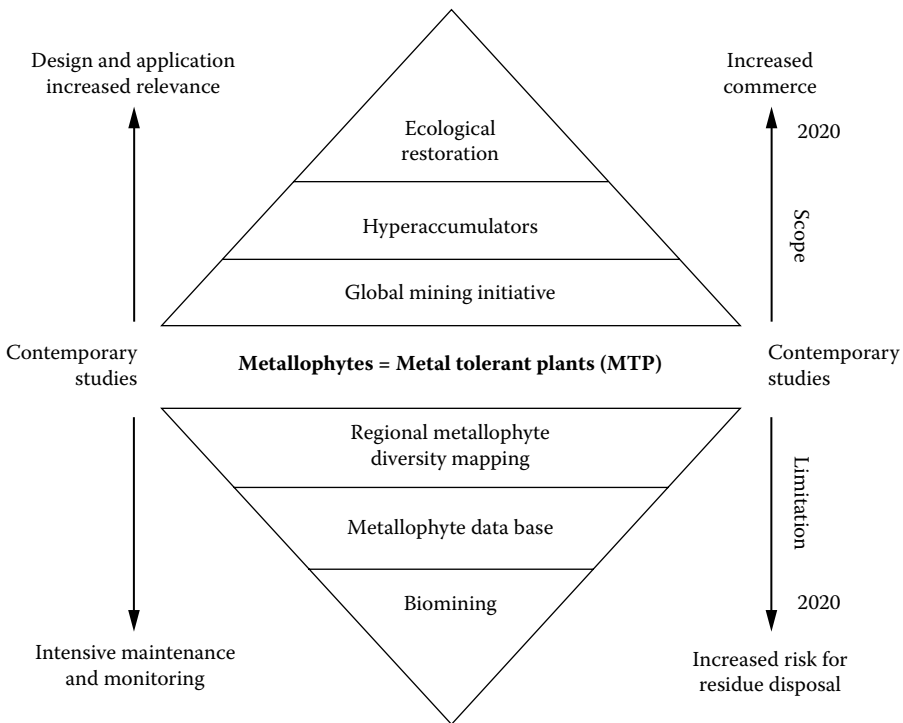 Design and application
increased relevance
Increased
commerce
2020
Ecological
restoration
Scope
Hyperaccumulators
Global mining initiative
Contemporary
studies
Metallophytes = Metal tolerant plants (MTP)
Contemporary
studies
Regional metallophyte
diversity mapping
Limitation
Metallophyte data base
Biomining
2020
Intensive maintenance
and monitoring
Increased risk for
residue disposal